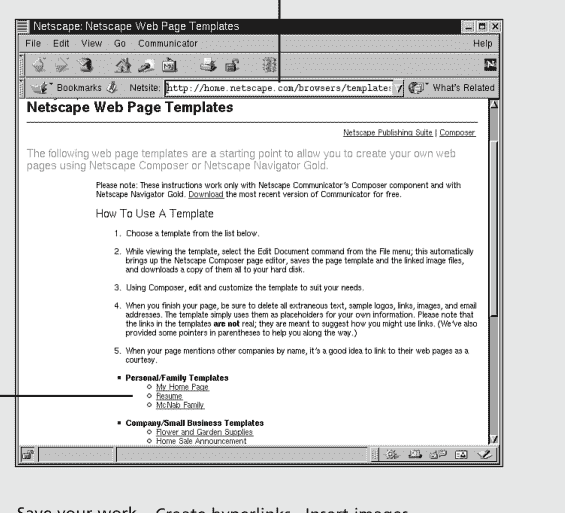 Netscape: Netscape Web Page Templates
File Edit View Go Communicator Help
Bookmarks Netsite: http://home.netscape.com/browsers/template: What's Related
Netscape Web Page Templates
Netscape Publishing Suite | Composer
The following web page templates are a starting point to allow you to create your own web
pages using Netscape Composer or Netscape Navigator Gold.
Please note: These instructions work only with Netscape Communicator's Composer component and with
Netscape Navigator Gold. Download the most recent version of Communicator for free.
How To Use A Template
1. Choose a template from the list below.
2. While viewing the template, select the Edit Document command from the File menu; this automatically
brings up the Netscape Composer page editor, saves the page template and the linked image files,
and downloads a copy of them all to your hard disk.
3. Using Composer, edit and customize the template to suit your needs.
4. When you finish your page, be sure to delete all extraneous text, sample logos, links, images, and email
addresses. The template simply uses them as placeholders for your own information. Please note that
the links in the templates are not real; they are meant to suggest how you might use links. (We've also
provided some pointers in parentheses to help you along the way.)
5. When your page mentions other companies by name, it's a good idea to link to their web pages as a
courtesy.
Personal/Family Templates
My Home Page
Resume
McNab Family
Company/Small Business Templates
Flower and Garden Supplies
Home Sale Announcement
Save your work Create hyperlinks Insert images